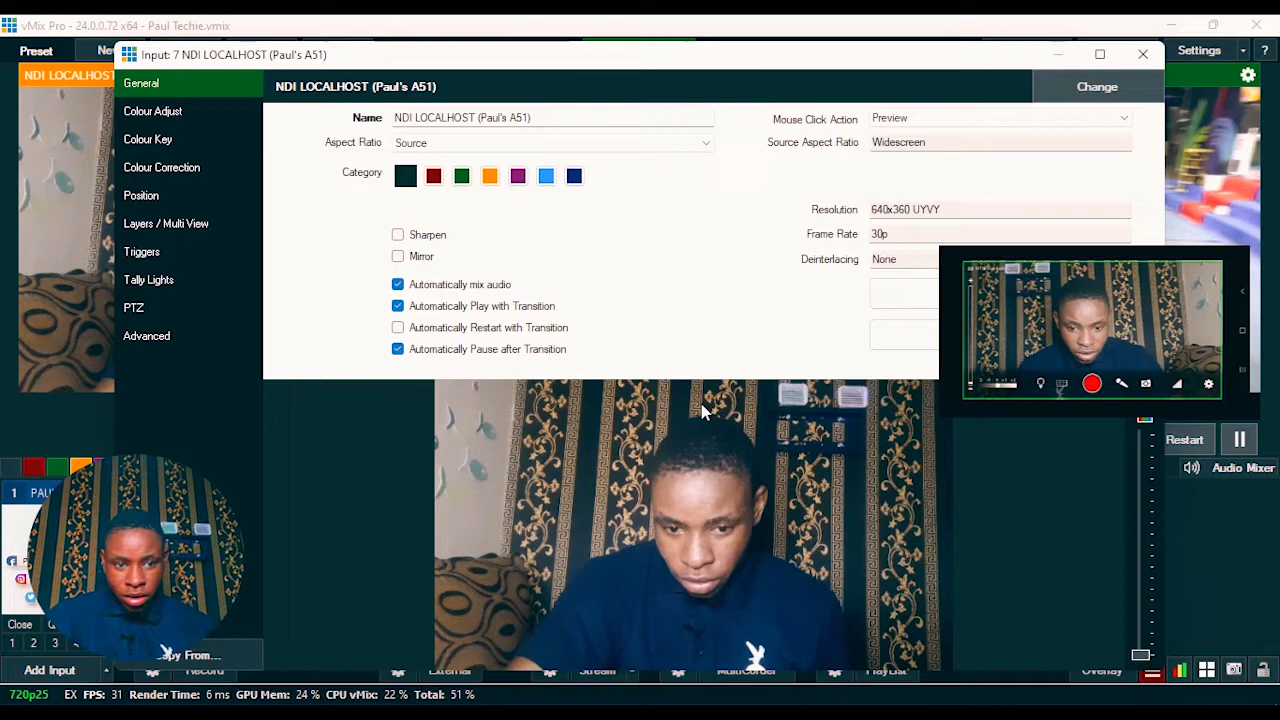 vMix Pro - 24.0.0.72 x64 - Paul Techie.vmix
Preset
Settings
?
Input: 7 NDI LOCALHOST (Paul's A51)
NDI LOCALHOST
General
Colour Adjust
Colour Key
Colour Correction
Position
Layers / Multi View
Triggers
Tally Lights
PTZ
Advanced
NDI LOCALHOST (Paul's A51)
Change
Name
NDI LOCALHOST (Paul's A51)
Mouse Click Action
Preview
Aspect Ratio
Source
Source Aspect Ratio
Widescreen
Category
Resolution
640x360 UYVY
Frame Rate
30p
Deinterlacing
None
Sharpen
Mirror
Automatically mix audio
Automatically Play with Transition
Automatically Restart with Transition
Automatically Pause after Transition
Restart
Audio Mixer
1
Close
1 2 3
From...
Add Input
Record
External
Stream
MultiCorder
PlayList
Overlay
720p25 EX FPS: 31 Render Time: 6 ms GPU Mem: 24 % CPU vMix: 22 % Total: 51 %